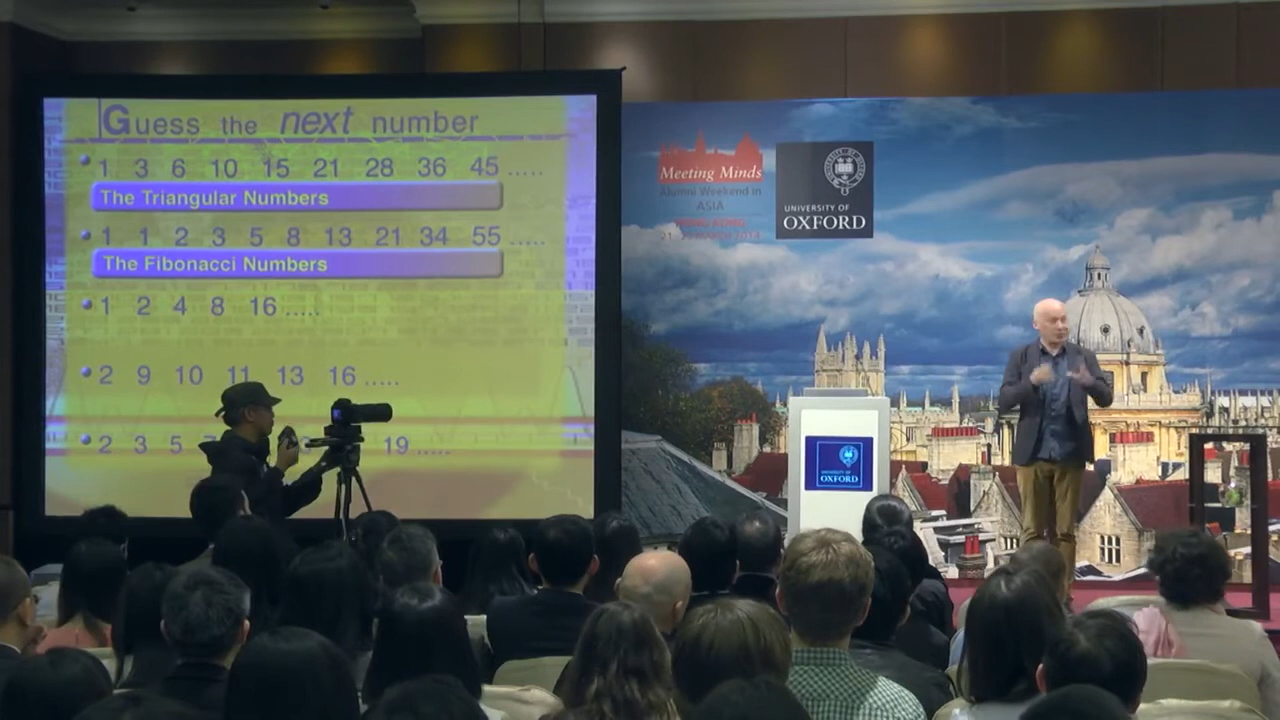 Guess the next number
1 3 6 10 15 21 28 36 45 .....
The Triangular Numbers
1 1 2 3 5 8 13 21 34 55 .....
The Fibonacci Numbers
1 2 4 8 16 .....
2 9 10 11 13 16 .....
2 3 5 19 .....
Meeting Minds
Alumni Weekend in
ASIA
HONG KONG
UNIVERSITY OF
OXFORD
UNIVERSITY OF
OXFORD